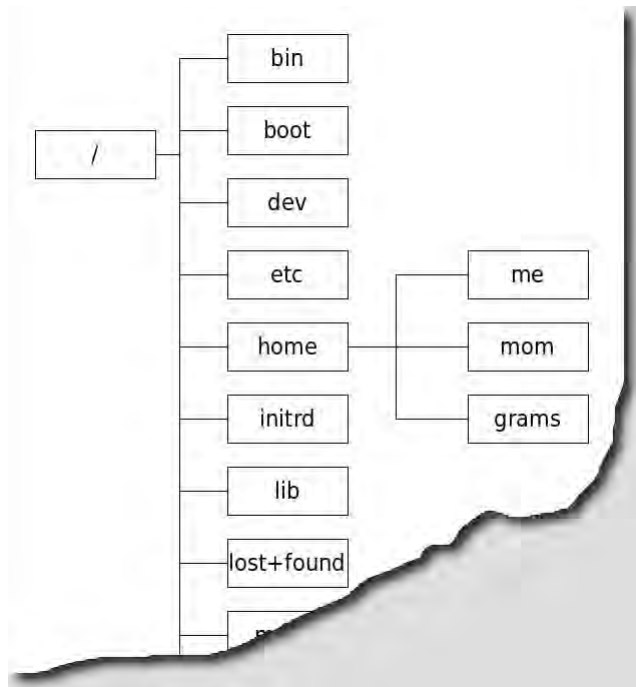 /
bin
boot
dev
etc
home
initrd
lib
lost+found
me
mom
grams